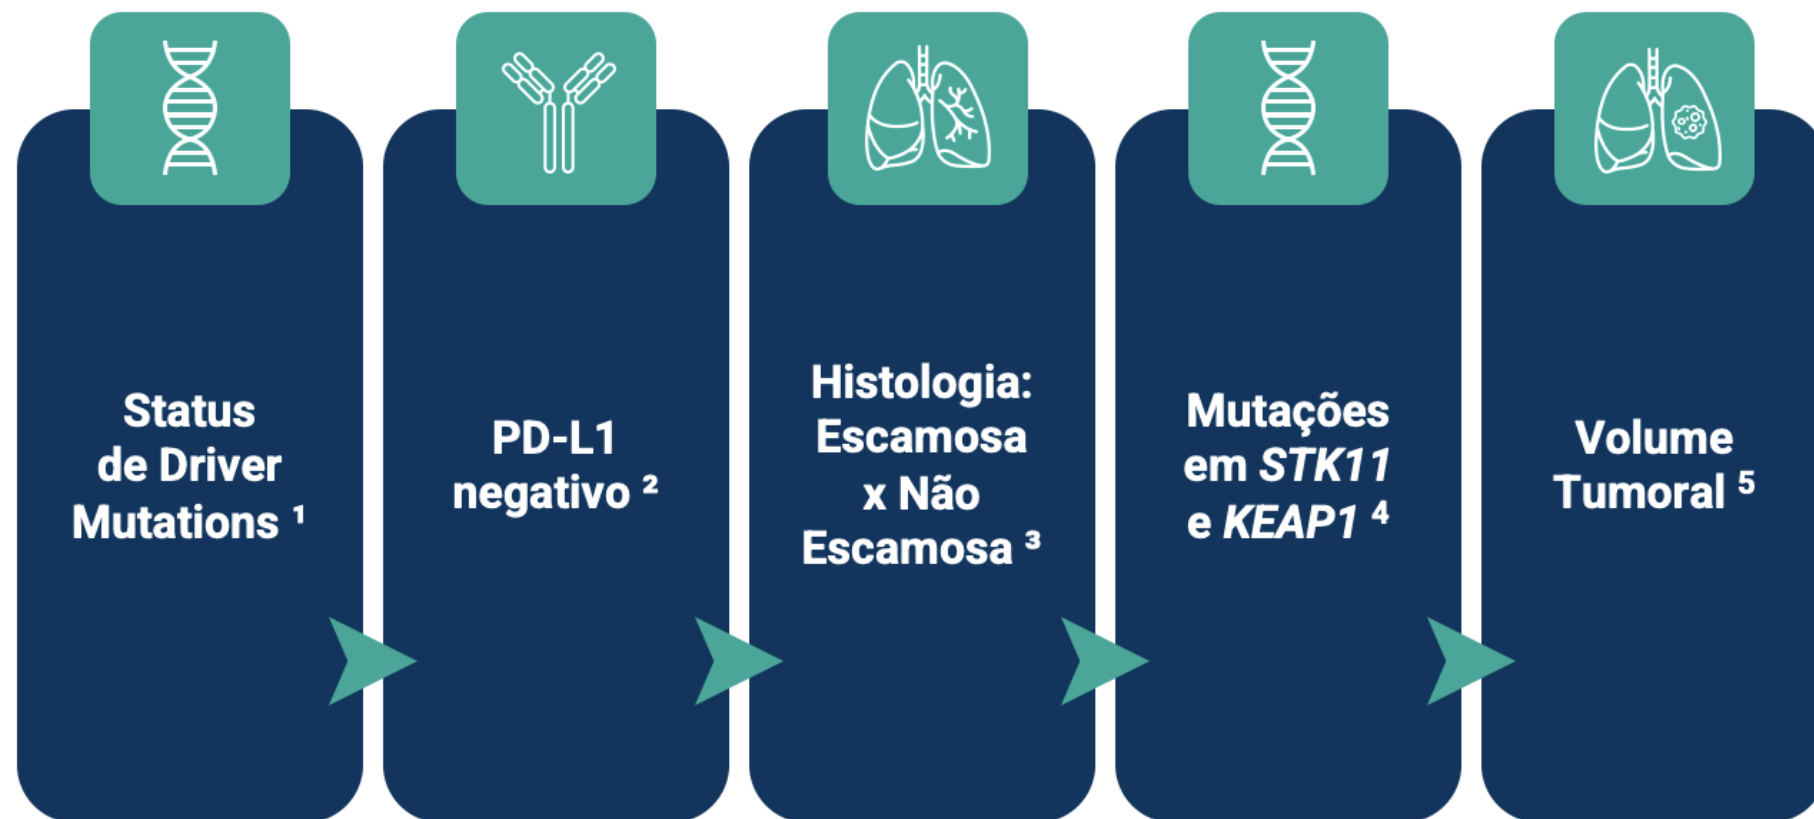 Status
de Driver
Mutations ¹
PD-L1
negativo ²
Histologia:
Escamosa
x Não
Escamosa ³
Mutações
em STK11
e KEAP1 ⁴
Volume
Tumoral ⁵